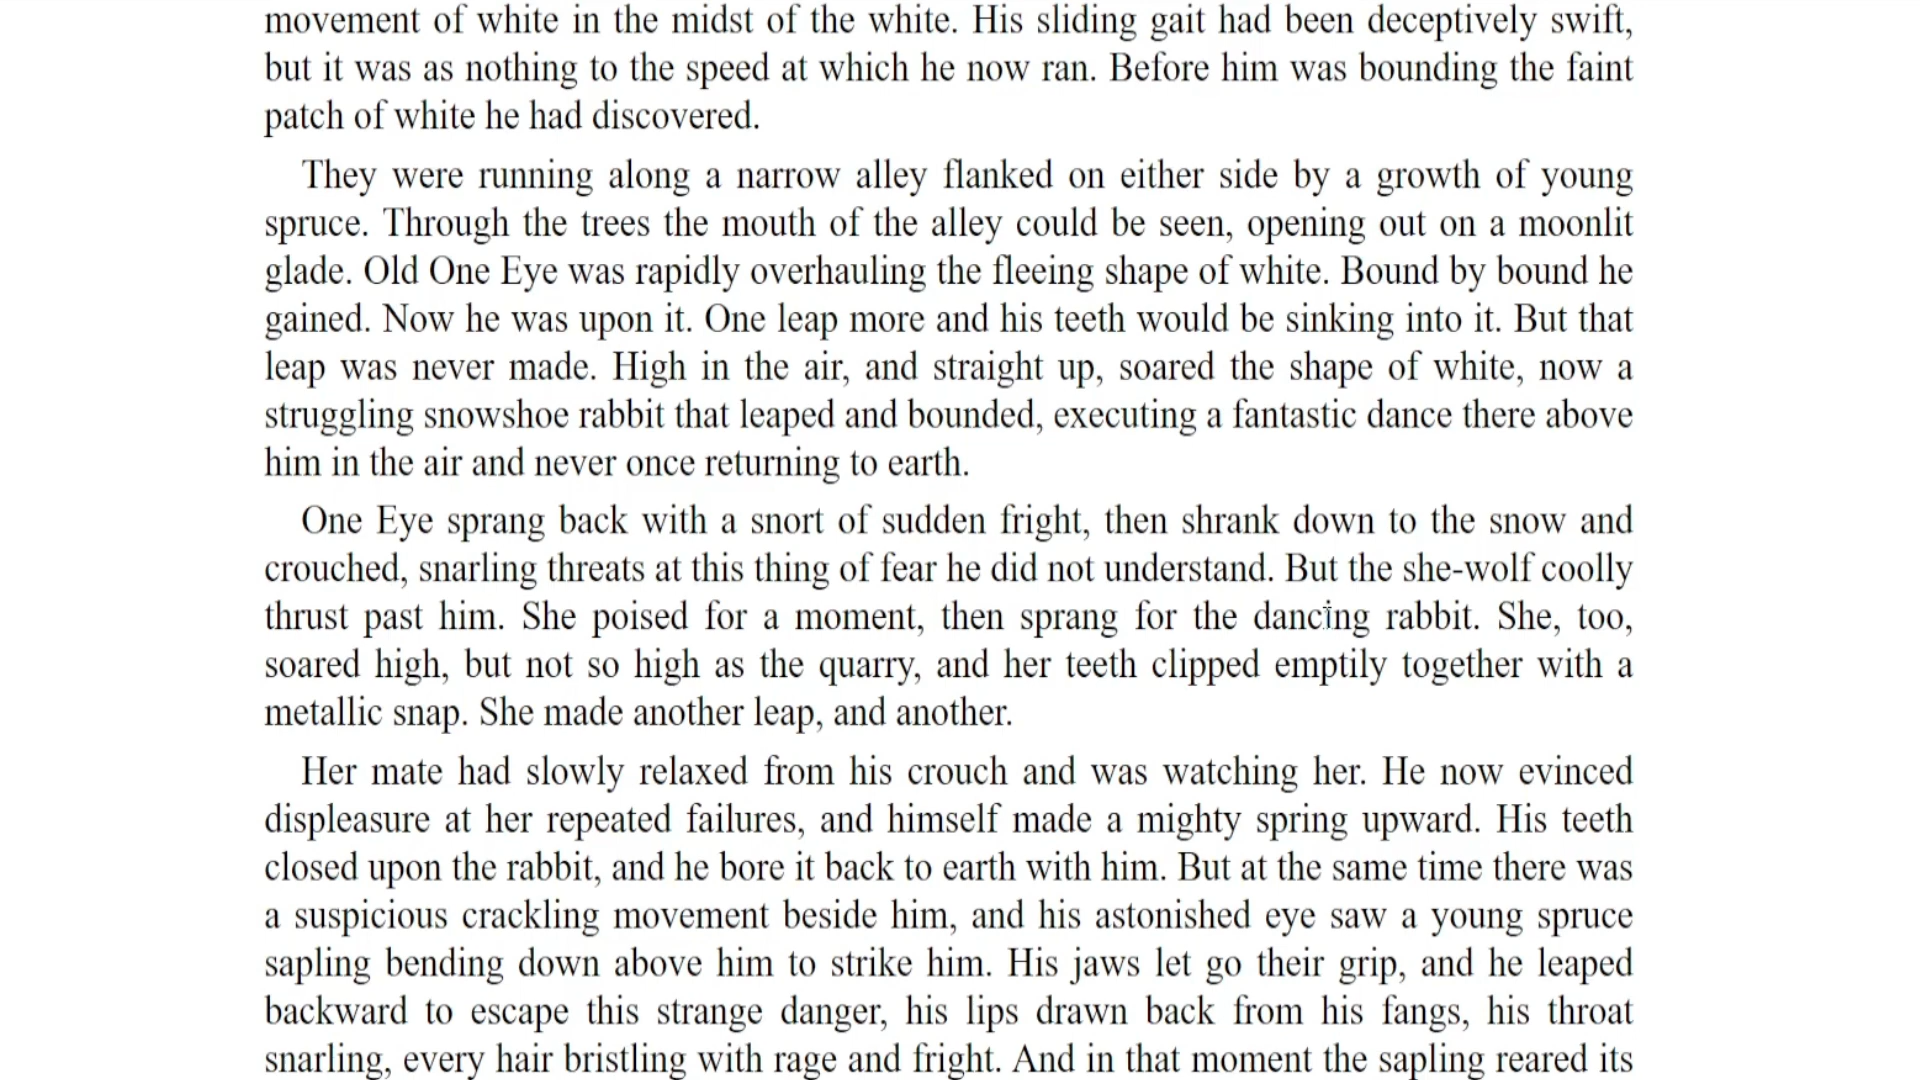 movement of white in the midst of the white. His sliding gait had been deceptively swift,
but it was as nothing to the speed at which he now ran. Before him was bounding the faint
patch of white he had discovered.
They were running along a narrow alley flanked on either side by a growth of young
spruce. Through the trees the mouth of the alley could be seen, opening out on a moonlit
glade. Old One Eye was rapidly overhauling the fleeing shape of white. Bound by bound he
gained. Now he was upon it. One leap more and his teeth would be sinking into it. But that
leap was never made. High in the air, and straight up, soared the shape of white, now a
struggling snowshoe rabbit that leaped and bounded, executing a fantastic dance there above
him in the air and never once returning to earth.
One Eye sprang back with a snort of sudden fright, then shrank down to the snow and
crouched, snarling threats at this thing of fear he did not understand. But the she-wolf coolly
thrust past him. She poised for a moment, then sprang for the dancing rabbit. She, too,
soared high, but not so high as the quarry, and her teeth clipped emptily together with a
metallic snap. She made another leap, and another.
Her mate had slowly relaxed from his crouch and was watching her. He now evinced
displeasure at her repeated failures, and himself made a mighty spring upward. His teeth
closed upon the rabbit, and he bore it back to earth with him. But at the same time there was
a suspicious crackling movement beside him, and his astonished eye saw a young spruce
sapling bending down above him to strike him. His jaws let go their grip, and he leaped
backward to escape this strange danger, his lips drawn back from his fangs, his throat
snarling, every hair bristling with rage and fright. And in that moment the sapling reared its